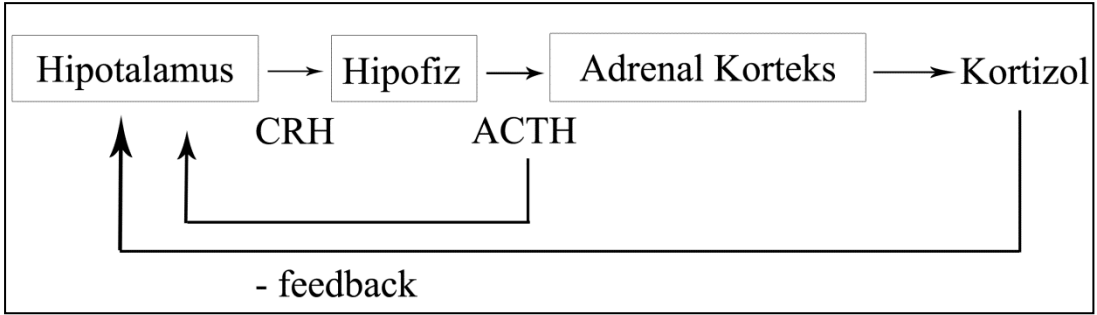 Hipotalamus Hipofiz Adrenal Korteks Kortizol
CRH ACTH
- feedback